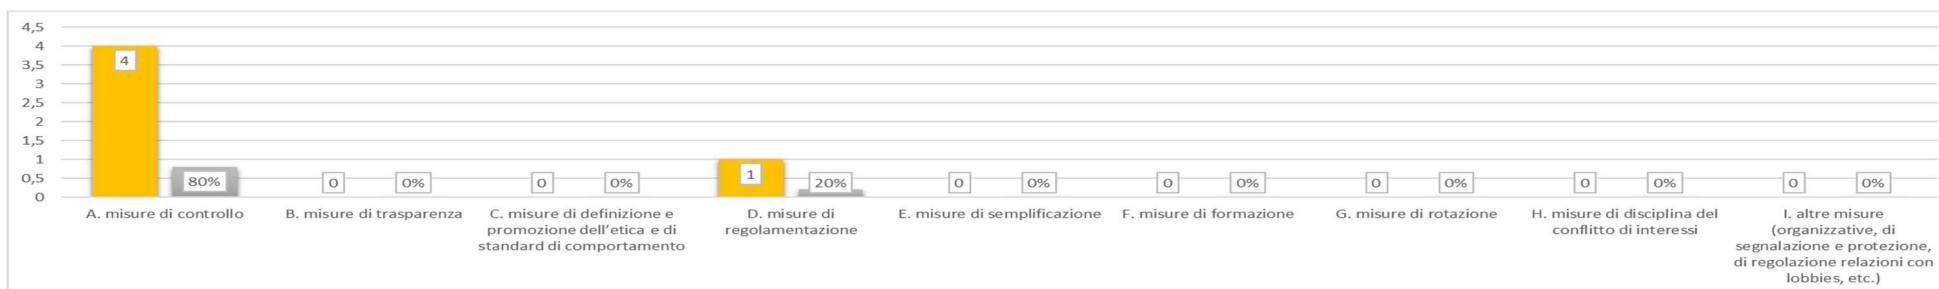 4,5
4
3,5
3
2,5
2
1,5
1
0,5
0
4
80%
0
0%
0
0%
1
20%
0
0%
0
0%
0
0%
0
0%
0
0%
A. misure di controllo
B. misure di trasparenza
C. misure di definizione e
promozione dell'etica e di
standard di comportamento
D. misure di
regolamentazione
E. misure di semplificazione
F. misure di formazione
G. misure di rotazione
H. misure di disciplina del
conflitto di interessi
I. altre misure
(organizzative, di
segnalazione e protezione,
di regolazione relazioni con
lobbies, etc.)